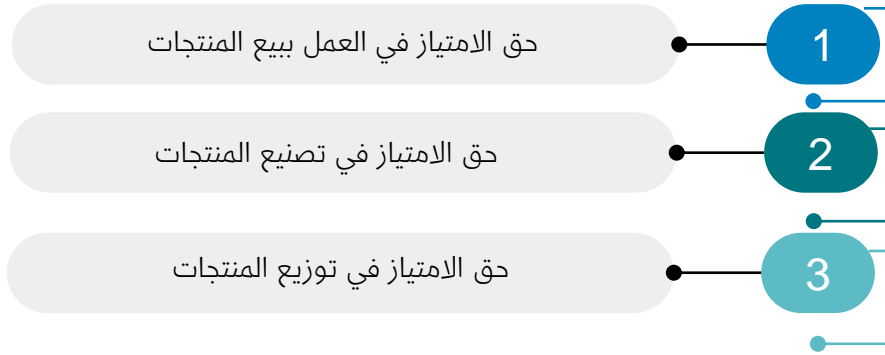 1
حق الامتياز في العمل ببيع المنتجات
2
حق الامتياز في تصنيع المنتجات
3
حق الامتياز في توزيع المنتجات